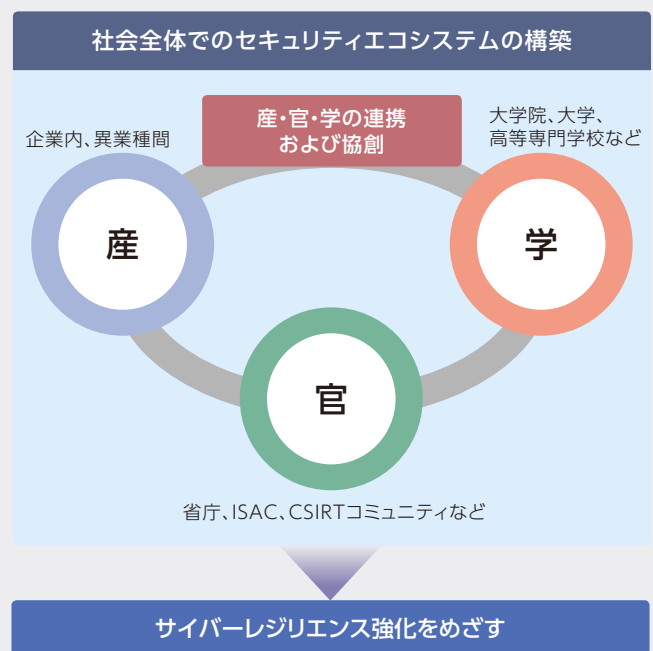 社会全体でのセキュリティエコシステムの構築
産・官・学の連携
および協創
企業内、異業種間
大学院、大学、
高等専門学校など
産
学
官
省庁、ISAC、CSIRTコミュニティなど
サイバーレジリエンス強化をめざす